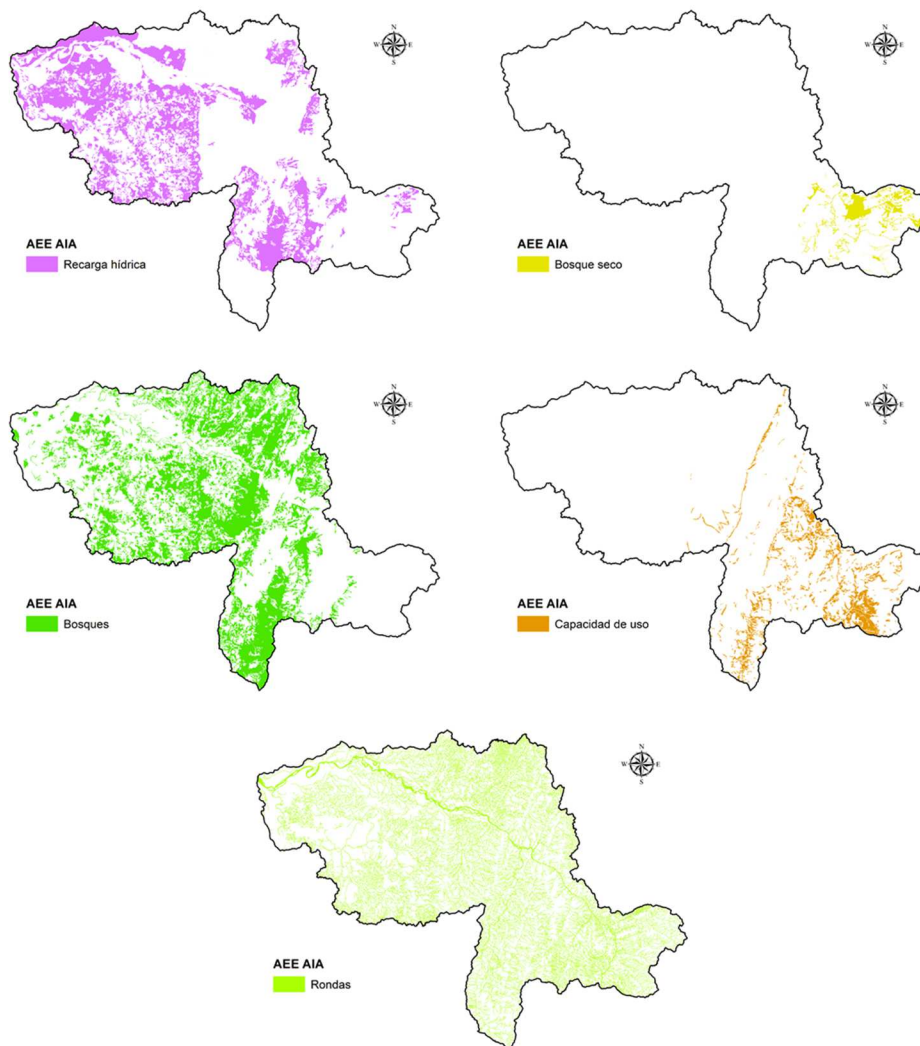 N
W E
S
AEE AIA
Recarga hídrica
N
W E
S
AEE AIA
Bosque seco
N
W E
S
AEE AIA
Bosques
N
W E
S
AEE AIA
Capacidad de uso
N
W E
S
AEE AIA
Rondas